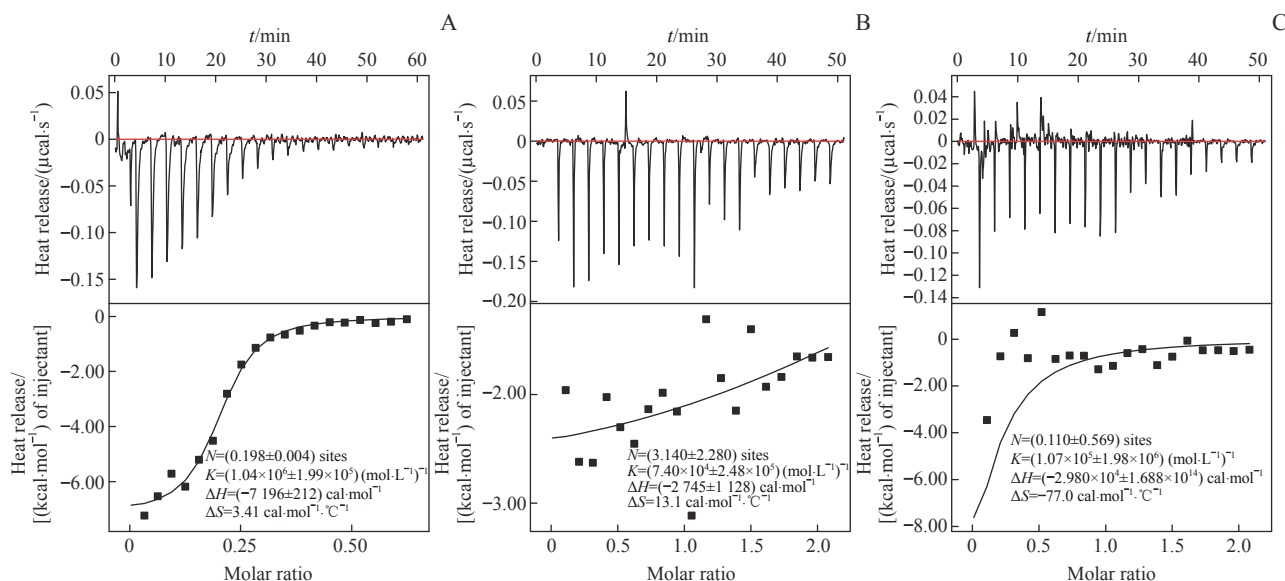 A
t/min
0 10 20 30 40 50 60
0.05
0
−0.05
−0.10
−0.15
Heat release/(μcal·s⁻¹)
0
−2.00
−4.00
−6.00
Heat release/
[(kcal·mol⁻¹) of injectant]
N=(0.198±0.004) sites
K=(1.04×10⁶±1.99×10⁵) (mol·L⁻¹)⁻¹
ΔH=(−7 196±212) cal·mol⁻¹
ΔS=3.41 cal·mol⁻¹·℃⁻¹
0 0.25 0.50
Molar ratio
B
t/min
0 10 20 30 40 50
0.05
0
−0.05
−0.10
−0.15
−0.20
Heat release/(μcal·s⁻¹)
−2.00
−3.00
Heat release/
[(kcal·mol⁻¹) of injectant]
N=(3.140±2.280) sites
K=(7.40×10⁴±2.48×10⁵) (mol·L⁻¹)⁻¹
ΔH=(−2 745±1 128) cal·mol⁻¹
ΔS=13.1 cal·mol⁻¹·℃⁻¹
0 0.5 1.0 1.5 2.0
Molar ratio
C
t/min
0 10 20 30 40 50
0.04
0.02
0
−0.02
−0.04
−0.06
−0.08
−0.10
−0.12
−0.14
Heat release/(μcal·s⁻¹)
0
−2.00
−4.00
−6.00
−8.00
Heat release/
[(kcal·mol⁻¹) of injectant]
N=(0.110±0.569) sites
K=(1.07×10⁵±1.98×10⁶) (mol·L⁻¹)⁻¹
ΔH=(−2.980×10⁴±1.688×10¹⁴) cal·mol⁻¹
ΔS=−77.0 cal·mol⁻¹·℃⁻¹
0 0.5 1.0 1.5 2.0
Molar ratio